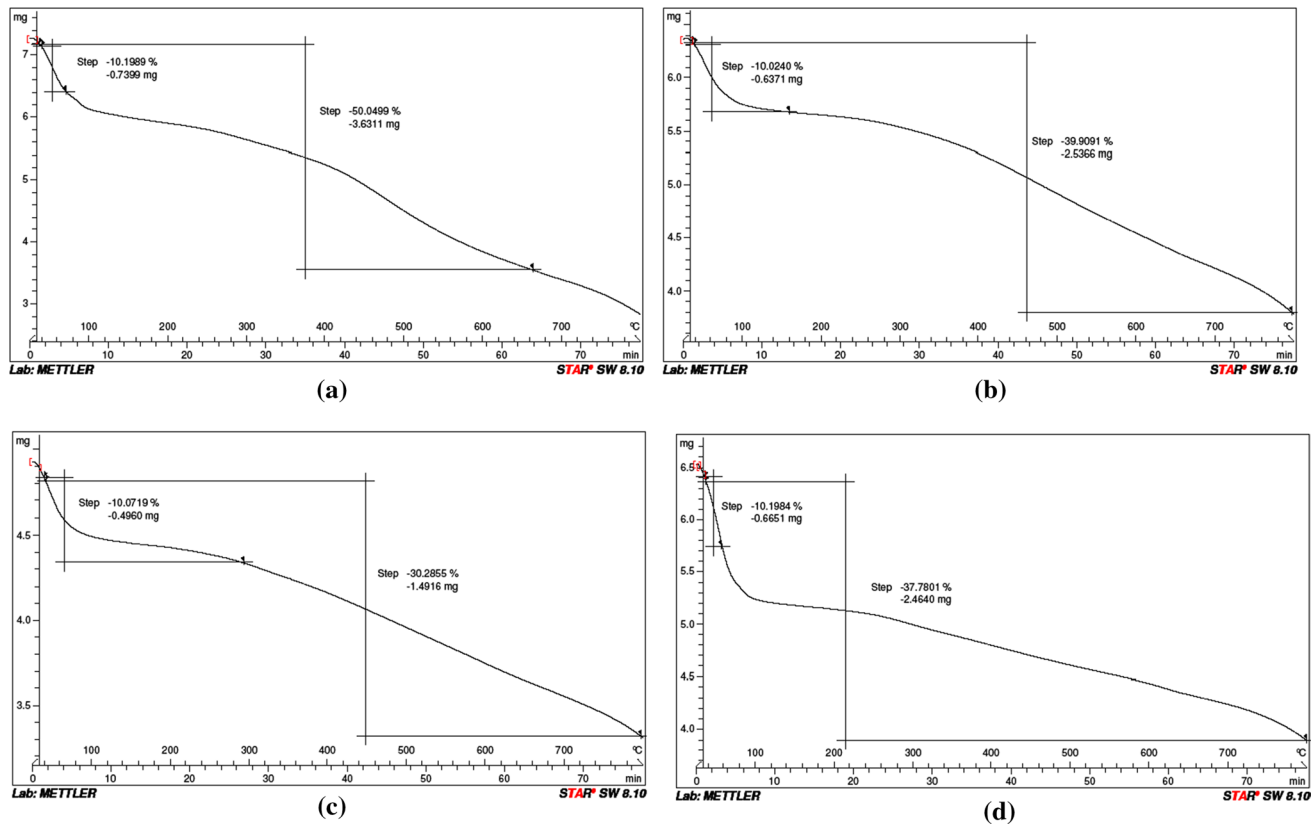 mg
7
6
5
4
3
Step -10.1989 %
-0.7399 mg
Step -50.0499 %
-3.6311 mg
100 200 300 400 500 600 700 ºC
0 10 20 30 40 50 60 70 min
Lab: METTLER STARe SW 8.10
(a)
mg
6.0
5.5
5.0
4.5
4.0
Step -10.0240 %
-0.6371 mg
Step -39.9091 %
-2.5366 mg
100 200 300 400 500 600 700 ºC
0 10 20 30 40 50 60 70 min
Lab: METTLER STARe SW 8.10
(b)
mg
4.5
4.0
3.5
Step -10.0719 %
-0.4960 mg
Step -30.2855 %
-1.4916 mg
100 200 300 400 500 600 700 ºC
0 10 20 30 40 50 60 70 min
Lab: METTLER STARe SW 8.10
(c)
mg
6.5
6.0
5.5
5.0
4.5
4.0
Step -10.1984 %
-0.6651 mg
Step -37.7801 %
-2.4640 mg
100 200 300 400 500 600 700 ºC
0 10 20 30 40 50 60 70 min
Lab: METTLER STARe SW 8.10
(d)